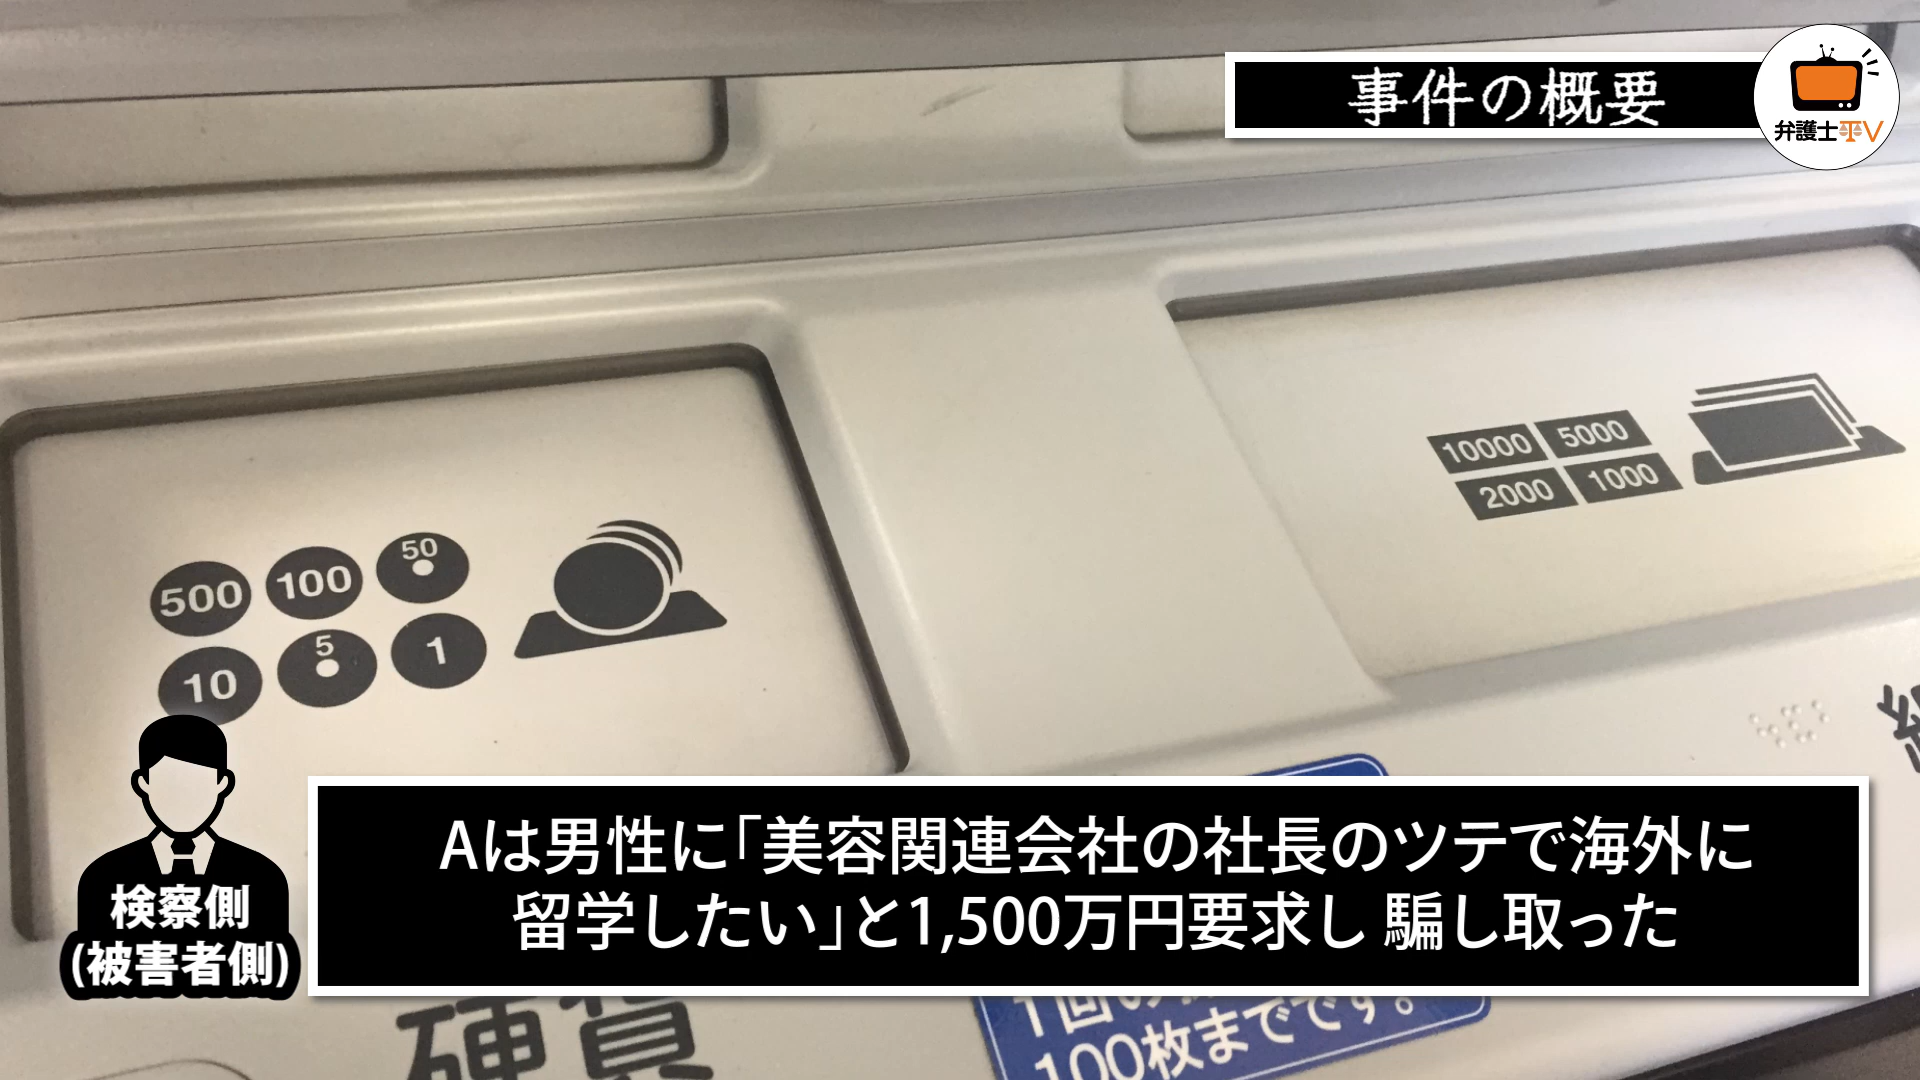 事件の概要
弁護士平V
10000 5000
2000 1000
500 100 50
10 5 1
検察側
(被害者側)
Aは男性に「美容関連会社の社長のツテで海外に
留学したい」と1,500万円要求し 騙し取った
硬貨
100枚までです。